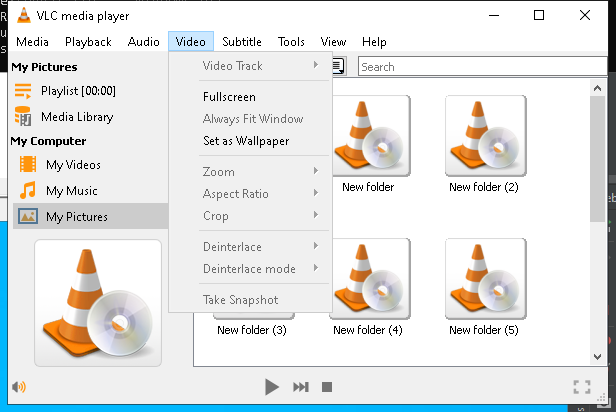 VLC media player
Media Playback Audio Video Subtitle Tools View Help
My Pictures
Playlist [00:00]
Media Library
My Computer
My Videos
My Music
My Pictures
Video Track
Fullscreen
Always Fit Window
Set as Wallpaper
Zoom
Aspect Ratio
Crop
Deinterlace
Deinterlace mode
Take Snapshot
Search
New folder New folder (2)
New folder (3) New folder (4) New folder (5)